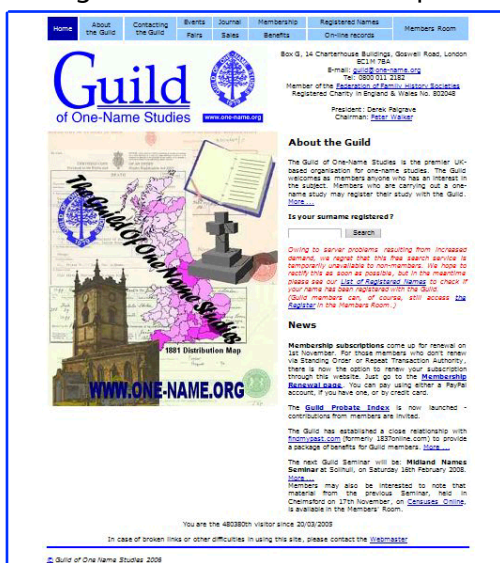 Home
About the Guild
Contacting the Guild
Events
Journal
Membership
Registered Names
Members Room
Fairs
Sales
Benefits
On-line records
Guild
of One-Name Studies
www.one-name.org
Box G, 14 Charterhouse Buildings, Goswell Road, London
EC1M 7BA
E-mail: guild@one-name.org
Tel: 0800 011 2182
Member of the Federation of Family History Societies
Registered Charity in England & Wales No. 802048
President: Derek Palgrave
Chairman: Peter Walker
The Guild Of One Name Studies
1881 Distribution Map
WWW.ONE-NAME.ORG
About the Guild
The Guild of One-Name Studies is the premier UK-
based organisation for one-name studies. The Guild
welcomes as members anyone who has an interest in
the subject. Members who are carrying out a one-
name study may register their study with the Guild.
More ...
Is your surname registered?
Search
Owing to server problems resulting from increased
demand, we regret that this free search service is
temporarily unavailable to non-members. We hope to
rectify this as soon as possible, but in the meantime
please see our List of Registered Names to check if
your name has been registered with the Guild.
(Guild members can, of course, still access the
Register in the Members Room.)
News
Membership subscriptions come up for renewal on
1st November. For those members who don't renew
via Standing Order or Repeat Transaction Authority,
there is now the option to renew your subscription
through this website. Just go to the Membership
Renewal page. You can pay using either a PayPal
account, if you have one, or by credit card.
The Guild Probate Index is now launched -
contributions from members are invited.
The Guild has established a close relationship with
findmypast.com (formerly 1837online.com) to provide
a package of benefits for Guild members. More ...
The next Guild Seminar will be: Midland Names
Seminar at Solihull, on Saturday 16th February 2008.
More ...
Members may also be interested to note that
material from the previous Seminar, held in
Chelmsford on 17th November, on Censuses Online,
is available in the Members' Room.
You are the 480380th visitor since 20/03/2005
In case of broken links or other difficulties in using this site, please contact the Webmaster
© Guild of One Name Studies 2008